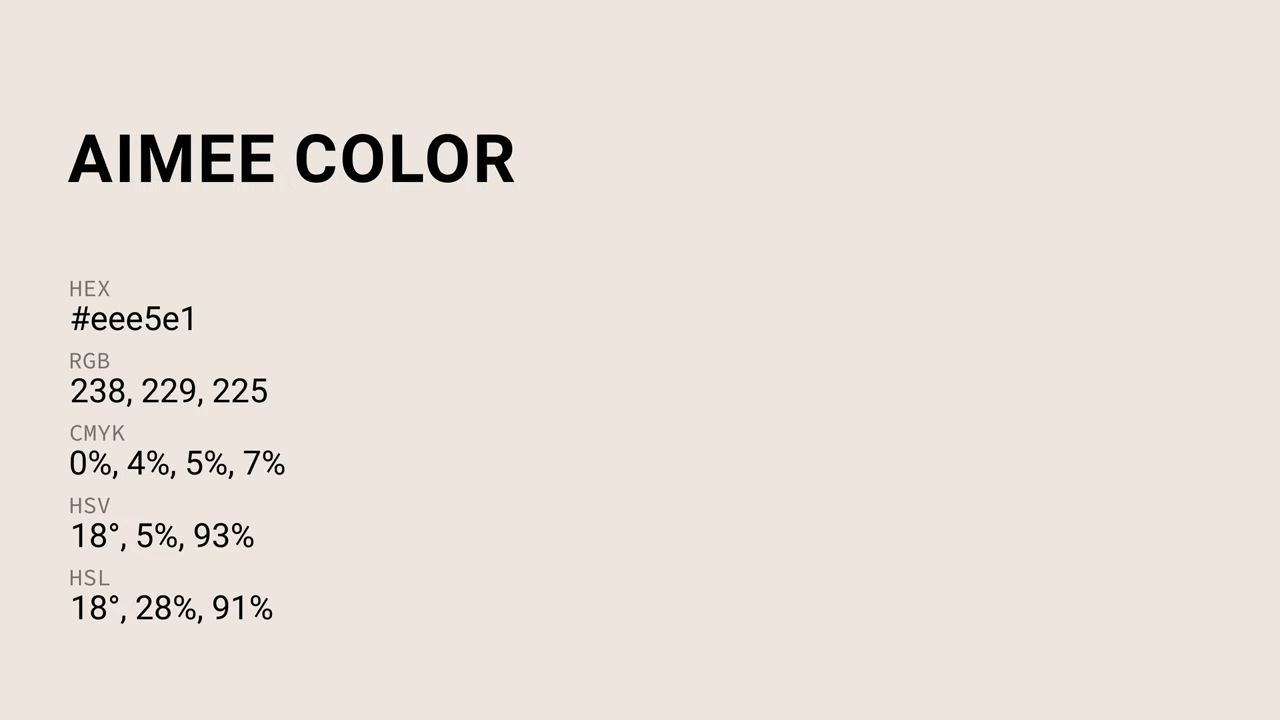 AIMEE COLOR
HEX
#eee5e1
RGB
238, 229, 225
CMYK
0%, 4%, 5%, 7%
HSV
18°, 5%, 93%
HSL
18°, 28%, 91%